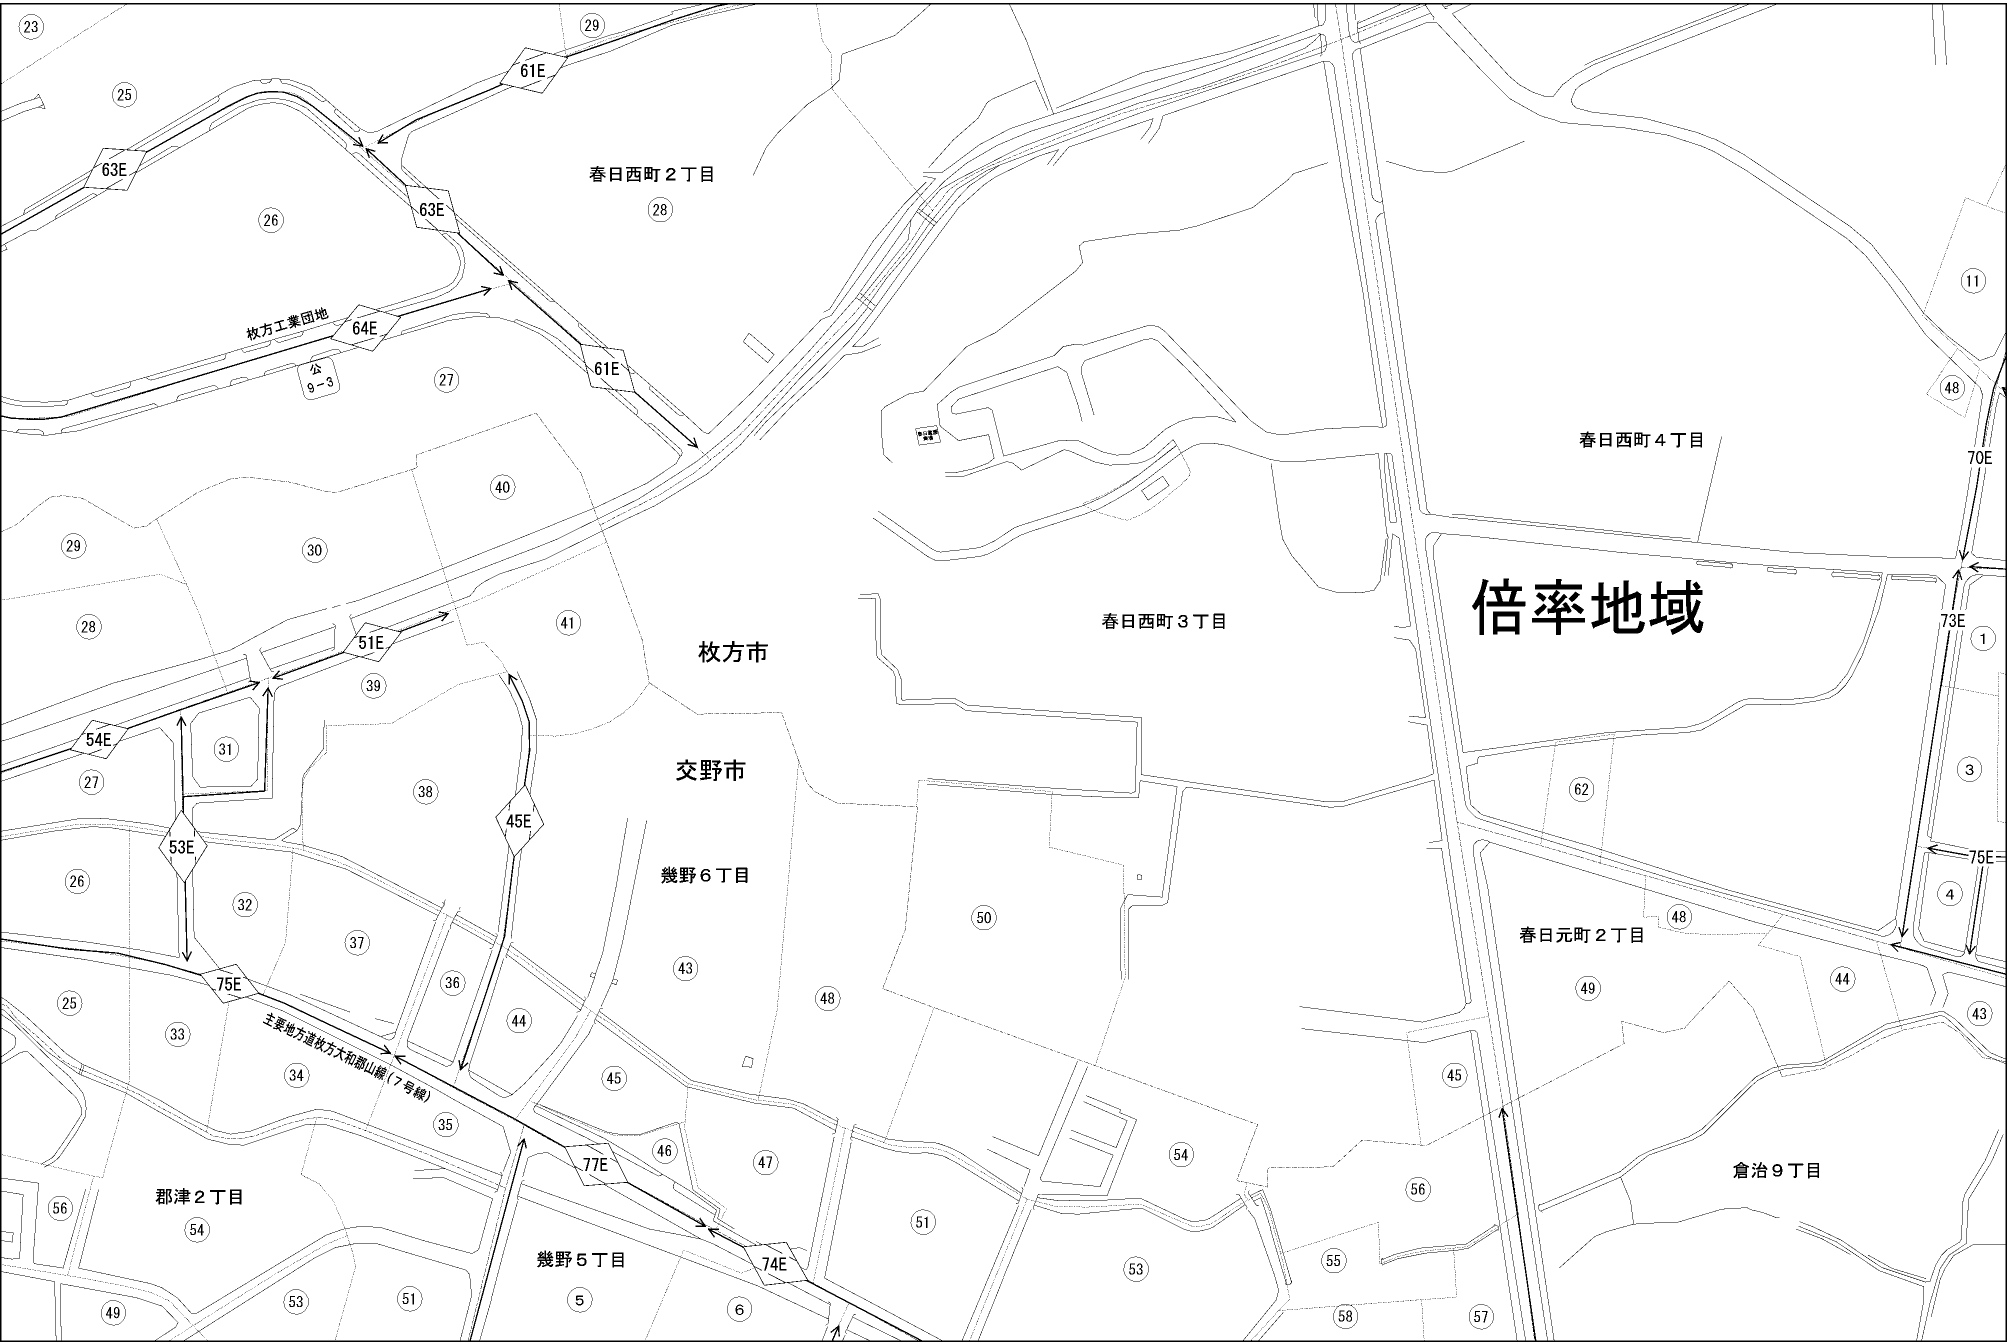 23
29
61E
25
63E
春日西町２丁目
28
63E
26
11
枚方工業団地
64E
公
9－3
61E
27
48
春日西町４丁目
70E
40
29
30
倍率地域
28
41
51E
春日西町３丁目
73E
1
枚方市
39
54E
31
27
交野市
38
3
62
45E
53E
幾野６丁目
75E
26
4
32
50
48
春日元町２丁目
37
43
36
75E
48
49
44
25
44
43
33
主要地方道枚方大和郡山線(７号線)
34
45
45
35
46
77E
47
54
倉治９丁目
56
郡津２丁目
56
54
51
幾野５丁目
74E
53
55
53
51
5
6
49
58
57